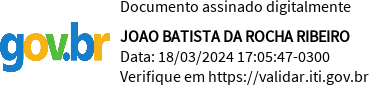 Documento assinado digitalmente
gov.br
JOAO BATISTA DA ROCHA RIBEIRO
Data: 18/03/2024 17:05:47-0300
Verifique em https://validar.iti.gov.br